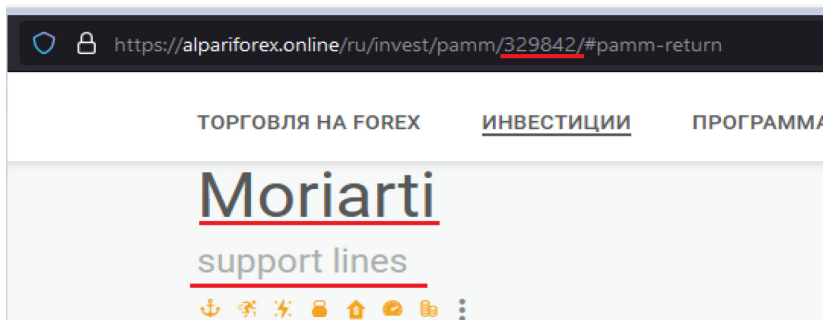 https://alpariforex.online/ru/invest/pamm/329842/#pamm-return
ТОРГОВЛЯ НА FOREX ИНВЕСТИЦИИ ПРОГРАММА
Moriarti
support lines